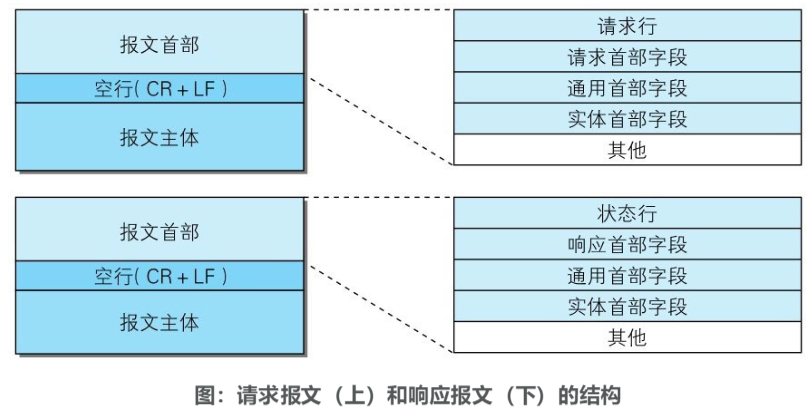 报文首部
空行(CR+LF)
报文主体
请求行
请求首部字段
通用首部字段
实体首部字段
其他
报文首部
空行(CR+LF)
报文主体
状态行
响应首部字段
通用首部字段
实体首部字段
其他
图：请求报文（上）和响应报文（下）的结构